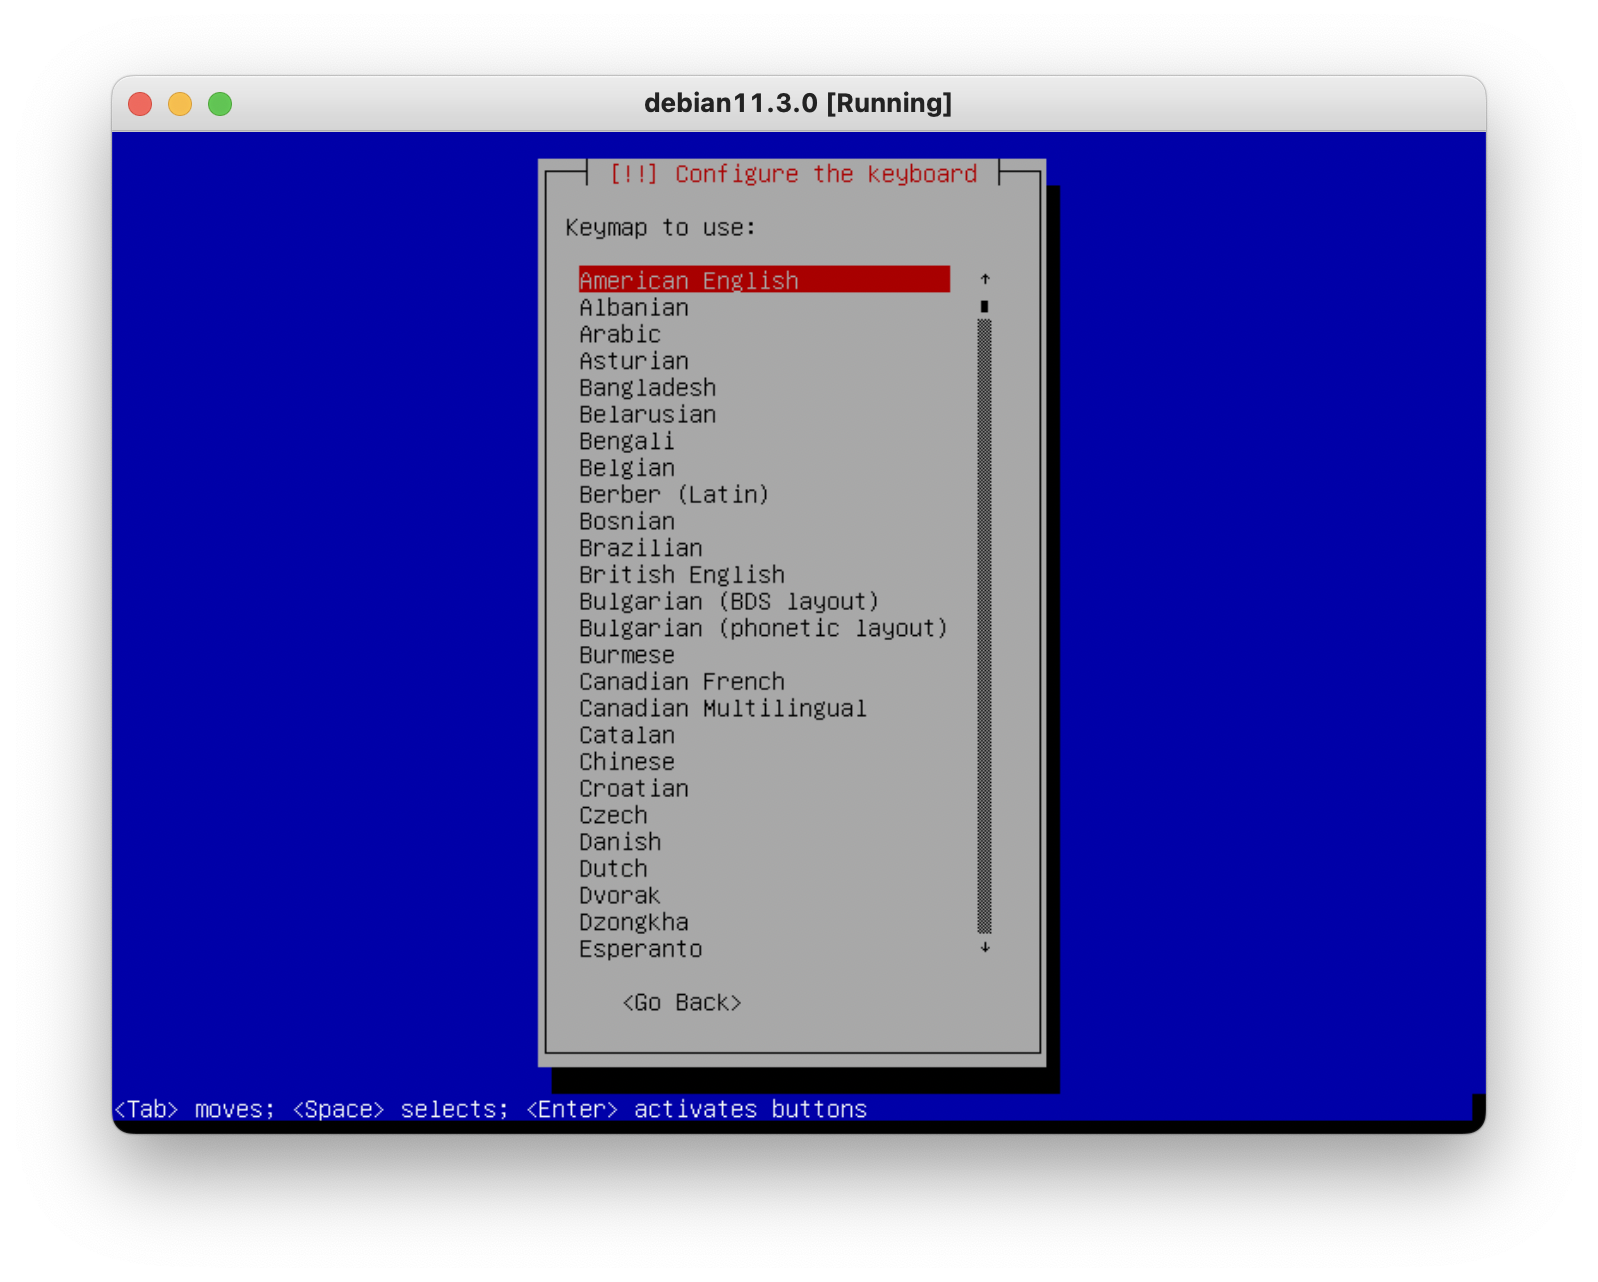 debian11.3.0 [Running]
[!!] Configure the keyboard
Keymap to use:
American English
Albanian
Arabic
Asturian
Bangladesh
Belarusian
Bengali
Belgian
Berber (Latin)
Bosnian
Brazilian
British English
Bulgarian (BDS layout)
Bulgarian (phonetic layout)
Burmese
Canadian French
Canadian Multilingual
Catalan
Chinese
Croatian
Czech
Danish
Dutch
Dvorak
Dzongkha
Esperanto
<Go Back>
<Tab> moves; <Space> selects; <Enter> activates buttons